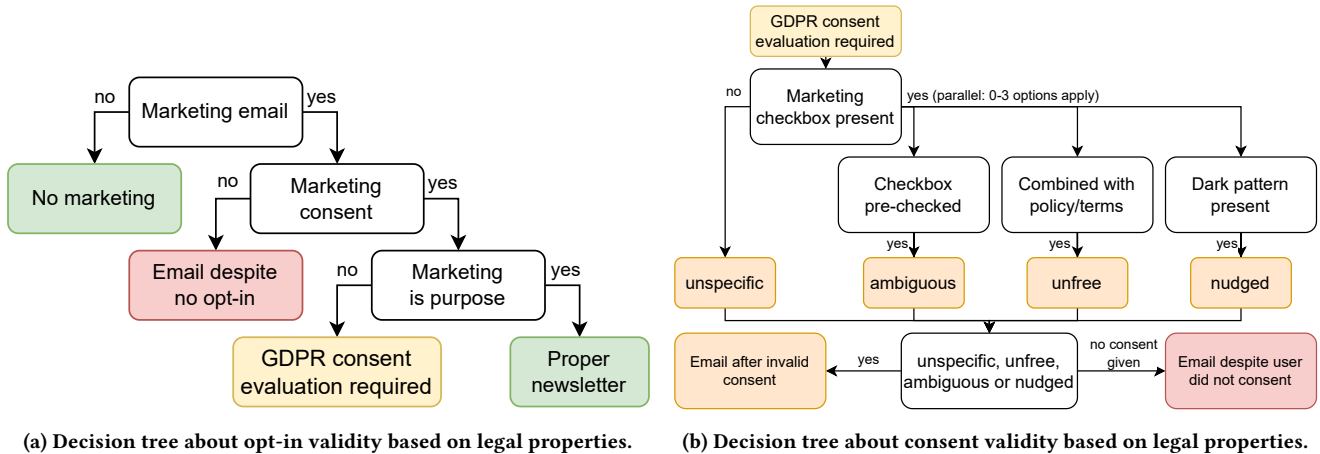 no
Marketing email
yes
No marketing
no
Marketing
consent
yes
Email despite
no opt-in
no
Marketing
is purpose
yes
GDPR consent
evaluation required
Proper
newsletter
(a) Decision tree about opt-in validity based on legal properties.
GDPR consent
evaluation required
no
Marketing
checkbox present
yes (parallel: 0-3 options apply)
Checkbox
pre-checked
Combined with
policy/terms
Dark pattern
present
yes
yes
yes
unspecific
ambiguous
unfree
nudged
Email after invalid
consent
yes
unspecific, unfree,
ambiguous or nudged
no consent
given
Email despite user
did not consent
(b) Decision tree about consent validity based on legal properties.